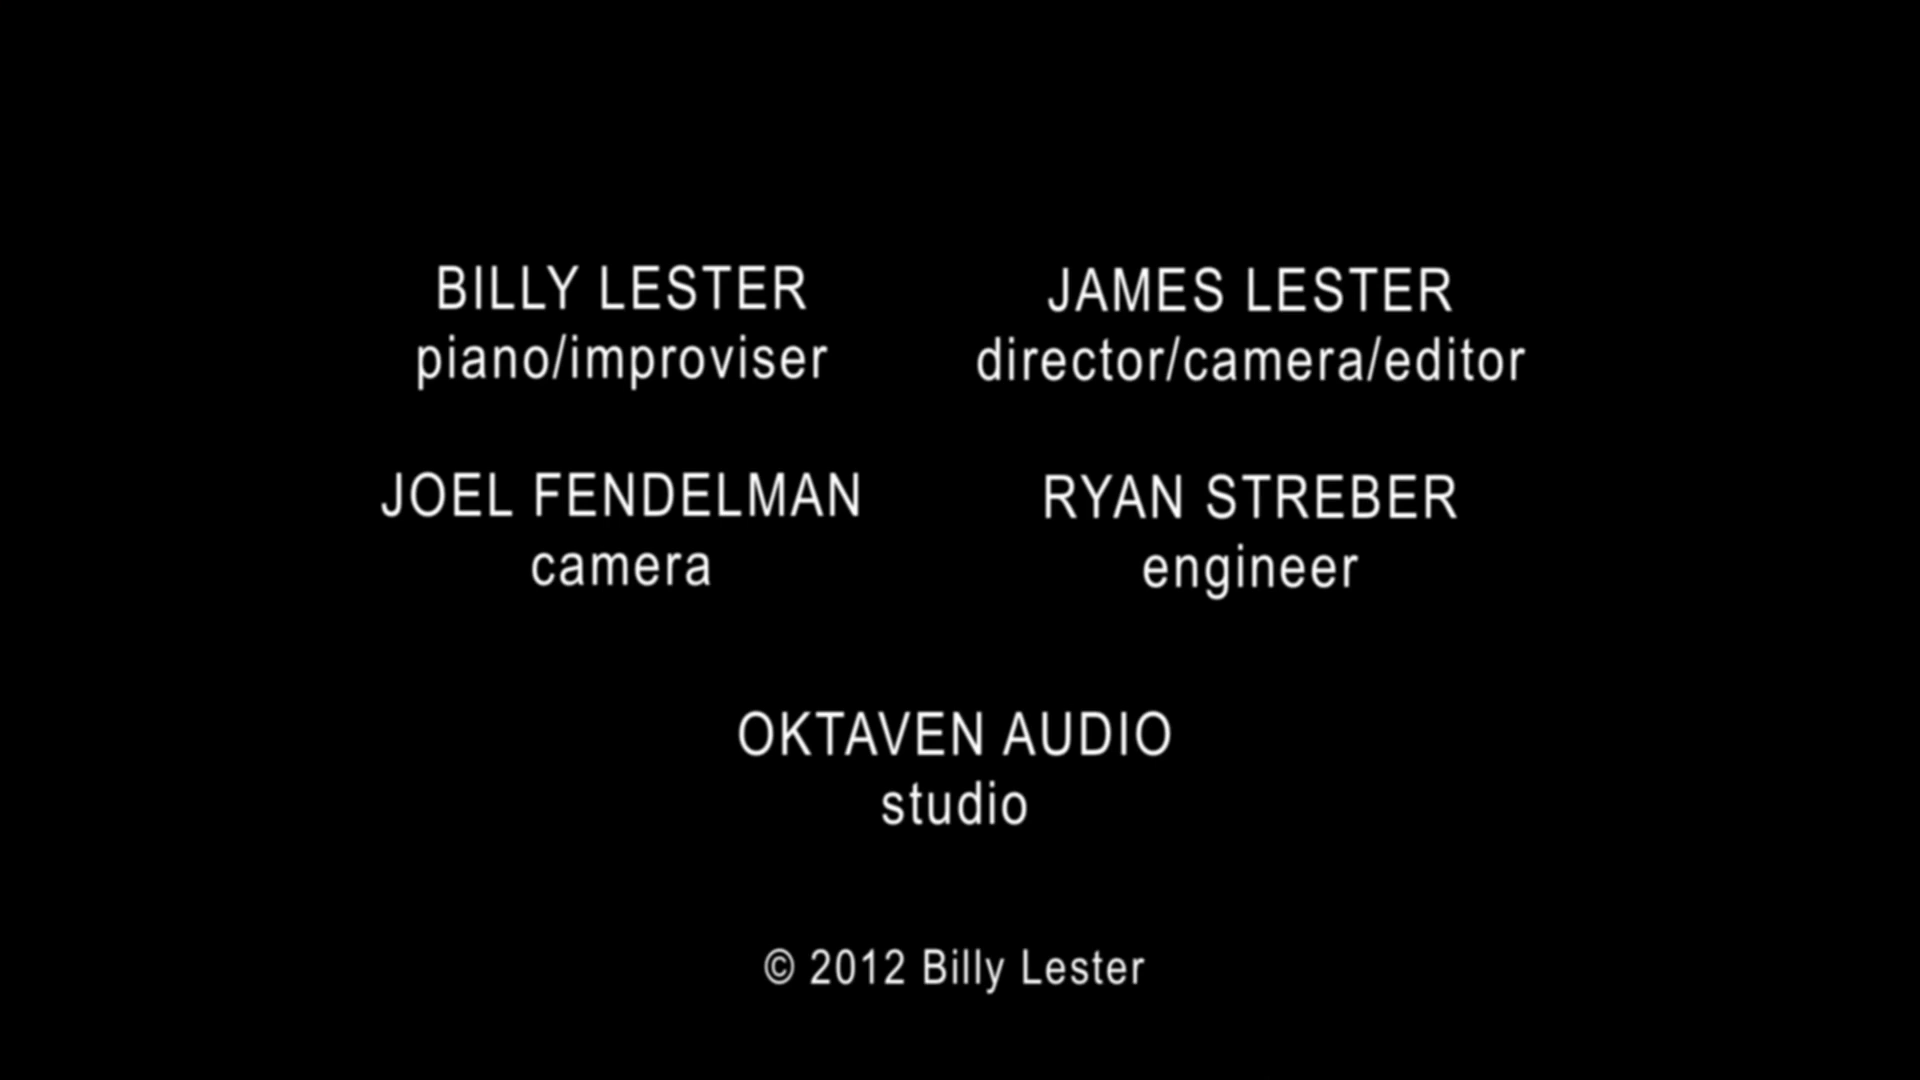 BILLY LESTER
piano/improviser
JAMES LESTER
director/camera/editor
JOEL FENDELMAN
camera
RYAN STREBER
engineer
OKTAVEN AUDIO
studio
© 2012 Billy Lester